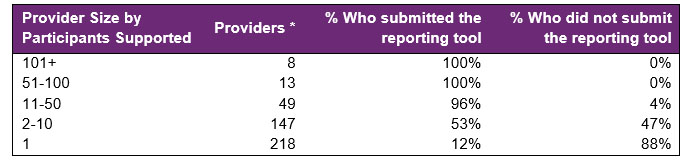 Provider Size by Participants Supported Providers * % Who submitted the reporting tool % Who did not submit the reporting tool
101+ 8 100% 0%
51-100 13 100% 0%
11-50 49 96% 4%
2-10 147 53% 47%
1 218 12% 88%